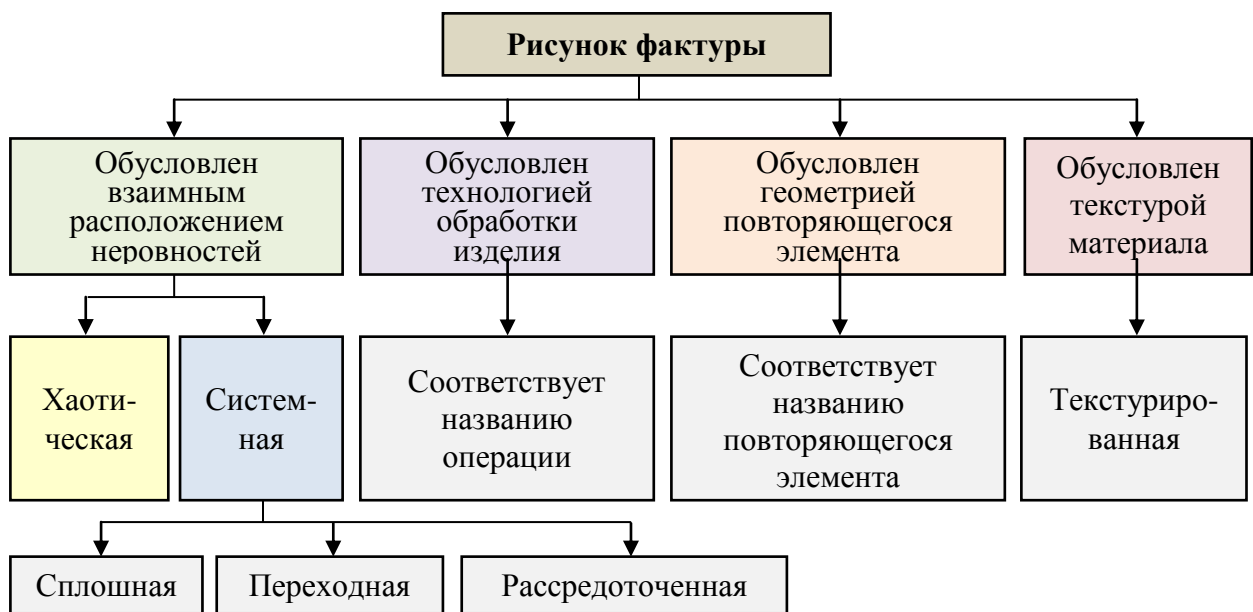 Рисунок фактуры
Обусловлен
взаимным
расположением
неровностей
Обусловлен
технологией
обработки
изделия
Обусловлен
геометрией
повторяющегося
элемента
Обусловлен
текстурой
материала
Хаоти-
ческая
Систем-
ная
Соответствует
названию
операции
Соответствует
названию
повторяющегося
элемента
Текстуриро-
ванная
Сплошная
Переходная
Рассредоточенная